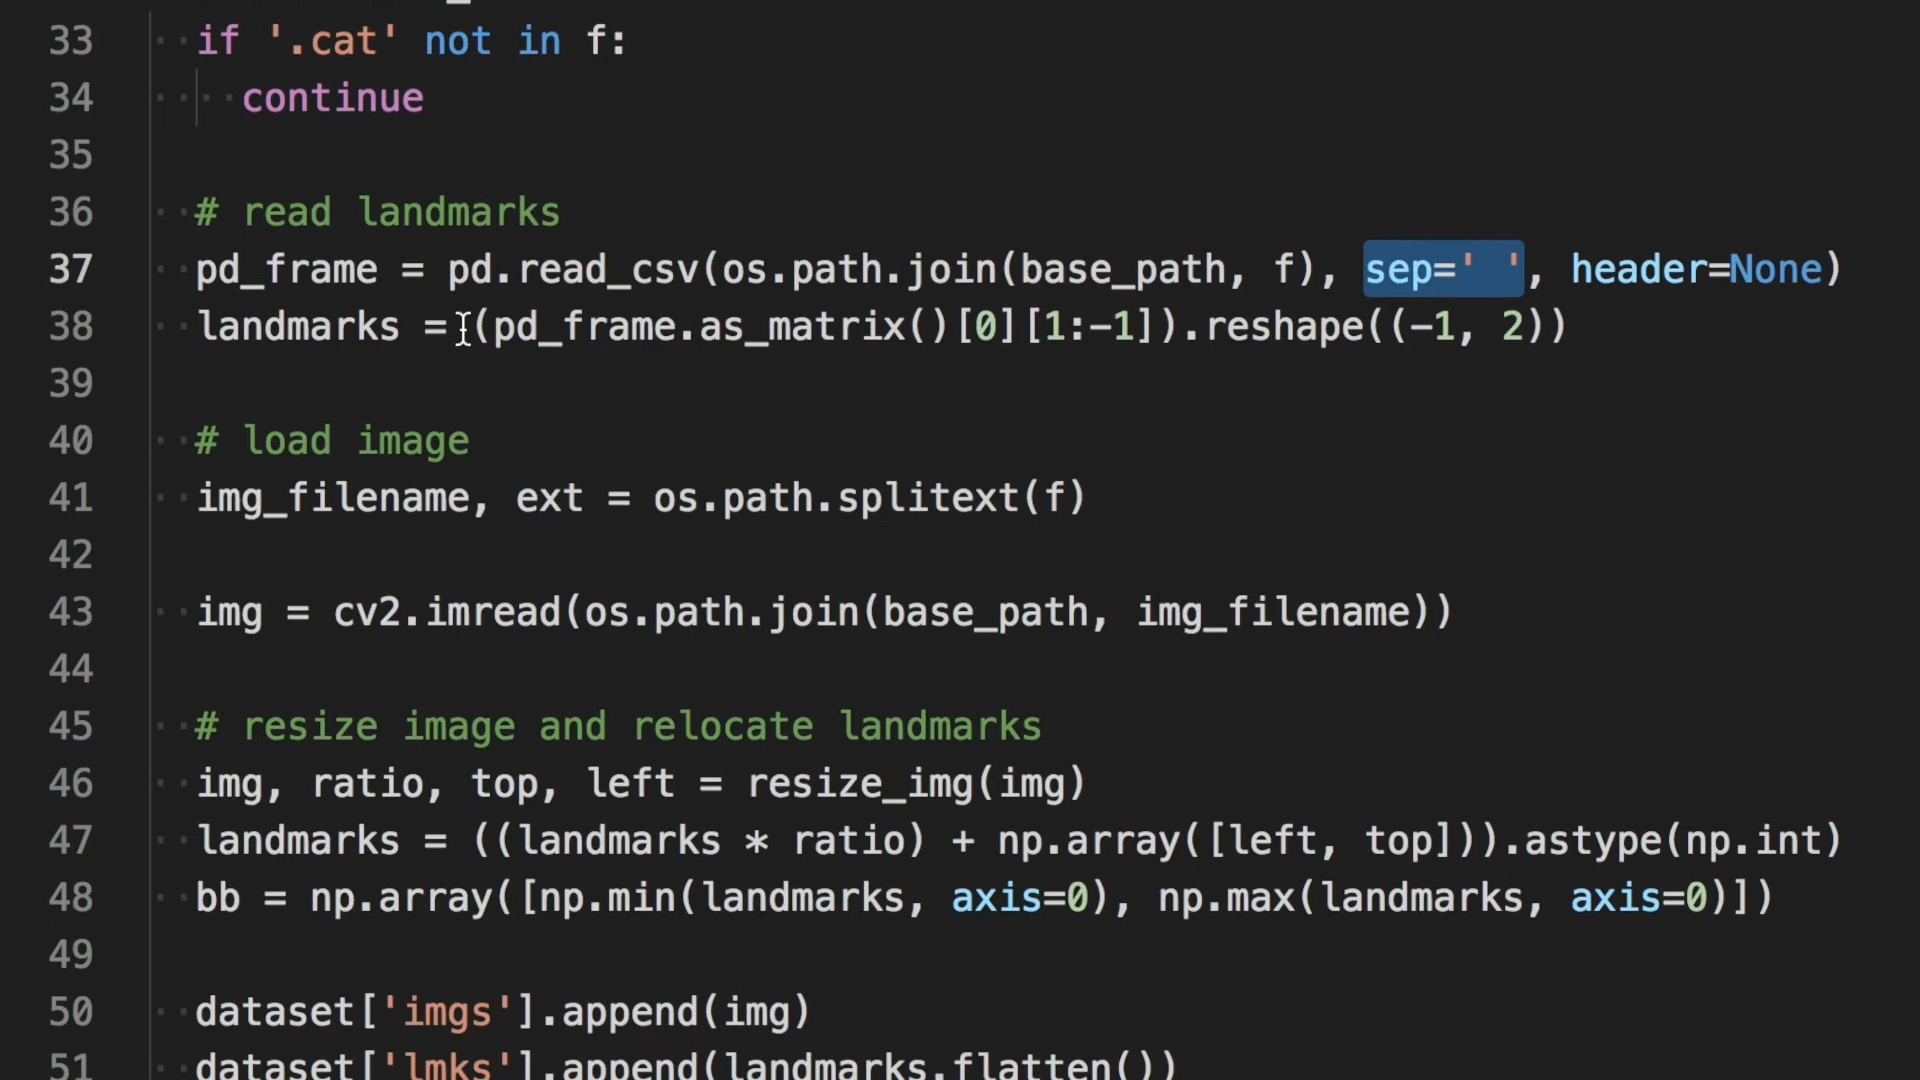 33 if '.cat' not in f:
34 continue
35
36 # read landmarks
37 pd_frame = pd.read_csv(os.path.join(base_path, f), sep=' ', header=None)
38 landmarks = (pd_frame.as_matrix()[0][1:-1]).reshape((-1, 2))
39
40 # load image
41 img_filename, ext = os.path.splitext(f)
42
43 img = cv2.imread(os.path.join(base_path, img_filename))
44
45 # resize image and relocate landmarks
46 img, ratio, top, left = resize_img(img)
47 landmarks = ((landmarks * ratio) + np.array([left, top])).astype(np.int)
48 bb = np.array([np.min(landmarks, axis=0), np.max(landmarks, axis=0)])
49
50 dataset['imgs'].append(img)
51 dataset['lmks'].append(landmarks.flatten())